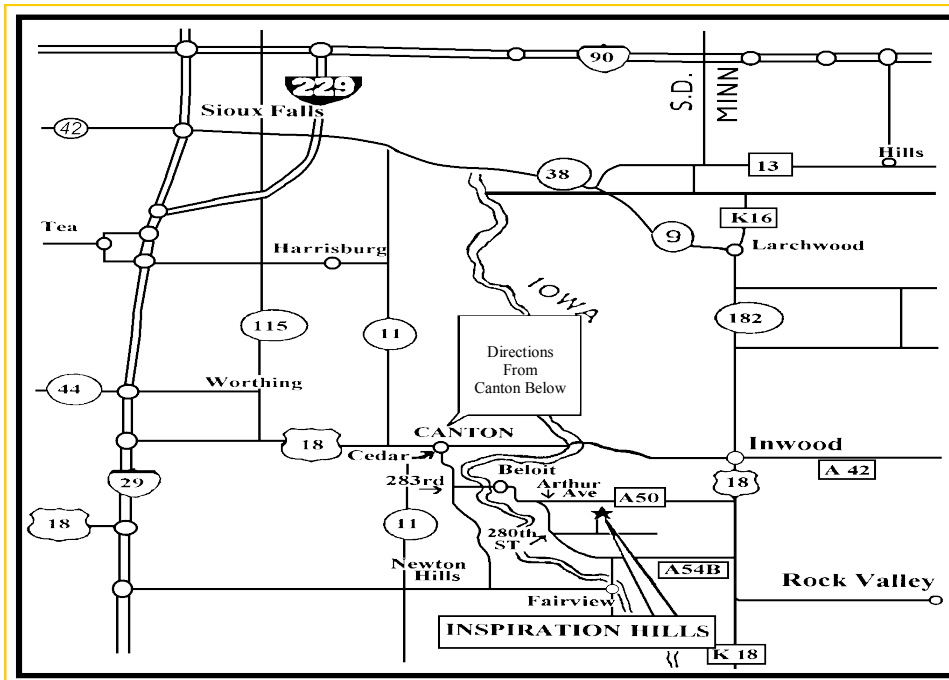 90
229
Sioux Falls
S.D.
MINN
42
Hills
13
38
K16
Tea
9
Larchwood
Harrisburg
IOWA
115
11
182
Directions
From
Canton Below
44
Worthing
CANTON
18
Inwood
Cedar
Beloit
A 42
29
283rd
Arthur
Ave
18
A50
18
11
280th
ST
Newton
Hills
A54B
Rock Valley
Fairview
INSPIRATION HILLS
K 18